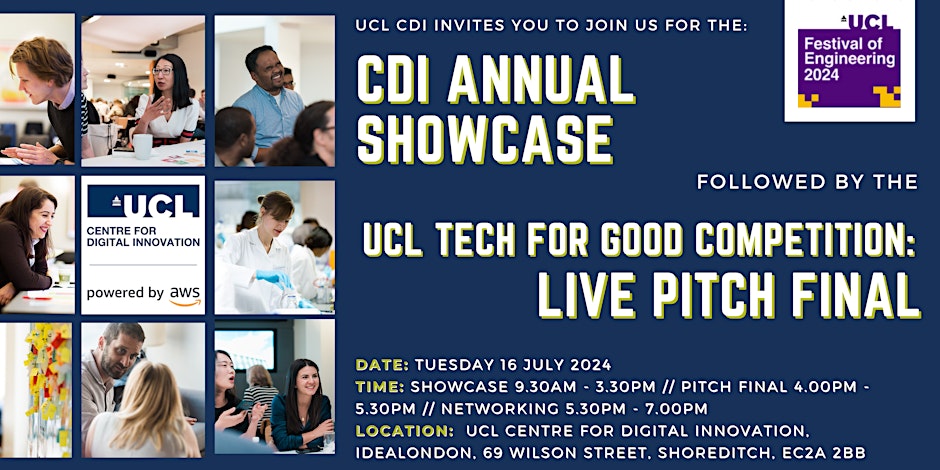 UCL CDI INVITES YOU TO JOIN US FOR THE:
UCL
Festival of
Engineering
2024
CDI ANNUAL
SHOWCASE
FOLLOWED BY THE
UCL
CENTRE FOR
DIGITAL INNOVATION
powered by aws
UCL TECH FOR GOOD COMPETITION:
LIVE PITCH FINAL
DATE: TUESDAY 16 JULY 2024
TIME: SHOWCASE 9.30AM - 3.30PM // PITCH FINAL 4.00PM -
5.30PM // NETWORKING 5.30PM - 7.00PM
LOCATION: UCL CENTRE FOR DIGITAL INNOVATION,
IDEALONDON, 69 WILSON STREET, SHOREDITCH, EC2A 2BB